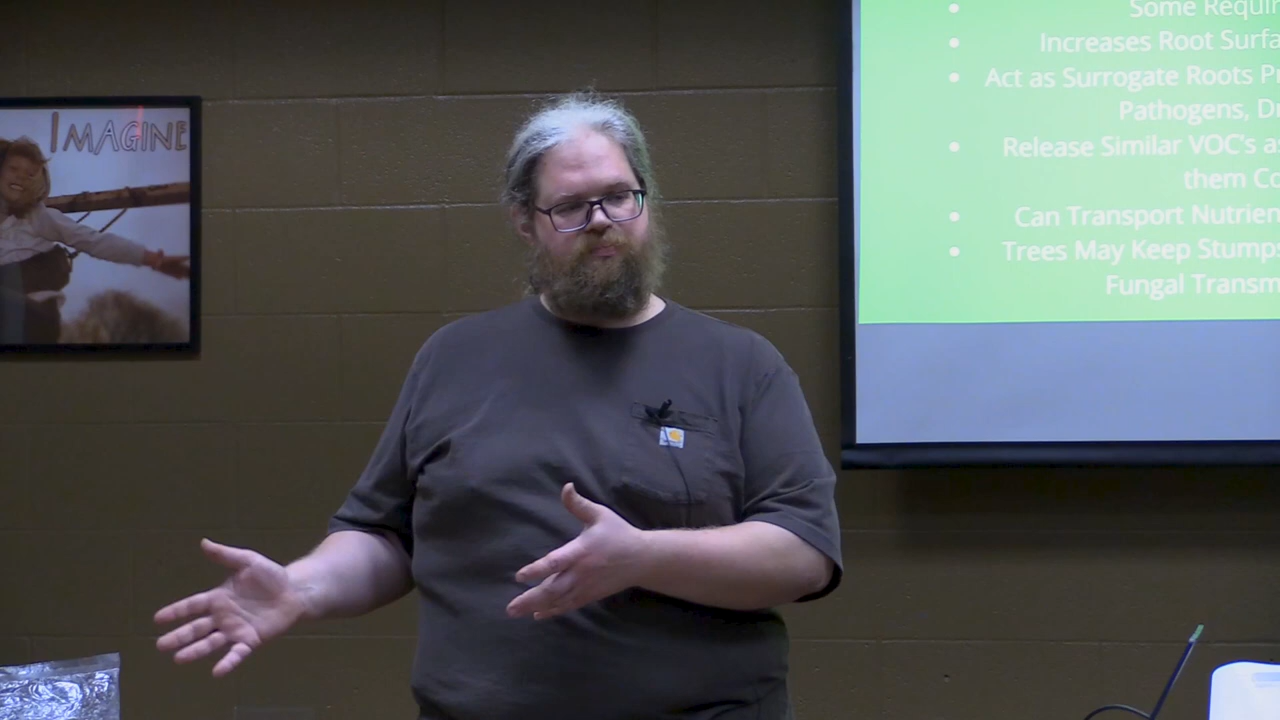 IMAGINE
Some Requir
Increases Root Surfa
Act as Surrogate Roots Pr
Pathogens, Dr
Release Similar VOC's as
them Co
Can Transport Nutrien
Trees May Keep Stumps
Fungal Transm